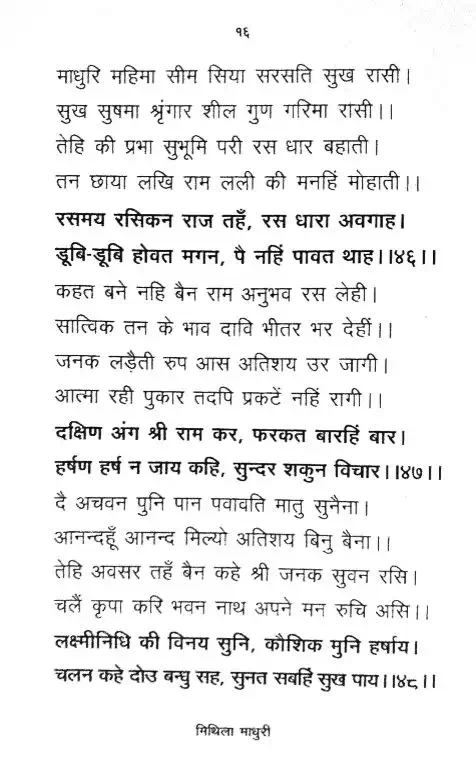 १६
माधुरि महिमा सीम सिया सरसति सुख रासी।
सुख सुषमा श्रृंगार शील गुण गरिमा रासी।।
तेहि की प्रभा सुभूमि परी रस धार बहाती।
तन छाया लखि राम लली की मनहिं मोहाती।।
रसमय रसिकन राज तहँ, रस धारा अवगाह।
डूबि-डूबि होवत मगन, पै नहिं पावत थाह।।४६।।
कहत बने नहि बैन राम अनुभव रस लेही।
सात्विक तन के भाव दावि भीतर भर देहीं।।
जनक लड़ैती रुप आस अतिशय उर जागी।
आत्मा रही पुकार तदपि प्रकटें नहिं रागी।।
दक्षिण अंग श्री राम कर, फरकत बारहिं बार।
हर्षण हर्ष न जाय कहि, सुन्दर शकुन विचार।।४७।।
दै अचवन पुनि पान पवावति मातु सुनैना।
आनन्दहूँ आनन्द मिल्यो अतिशय बिनु बैना।।
तेहि अवसर तहँ बैन कहे श्री जनक सुवन रसि।
चलैं कृपा करि भवन नाथ अपने मन रुचि असि।।
लक्ष्मीनिधि की विनय सुनि, कौशिक मुनि हर्षाय।
चलन कहे दोउ बन्धु सह, सुनत सबहिं सुख पाय।।४८।।
मिथिला माधुरी